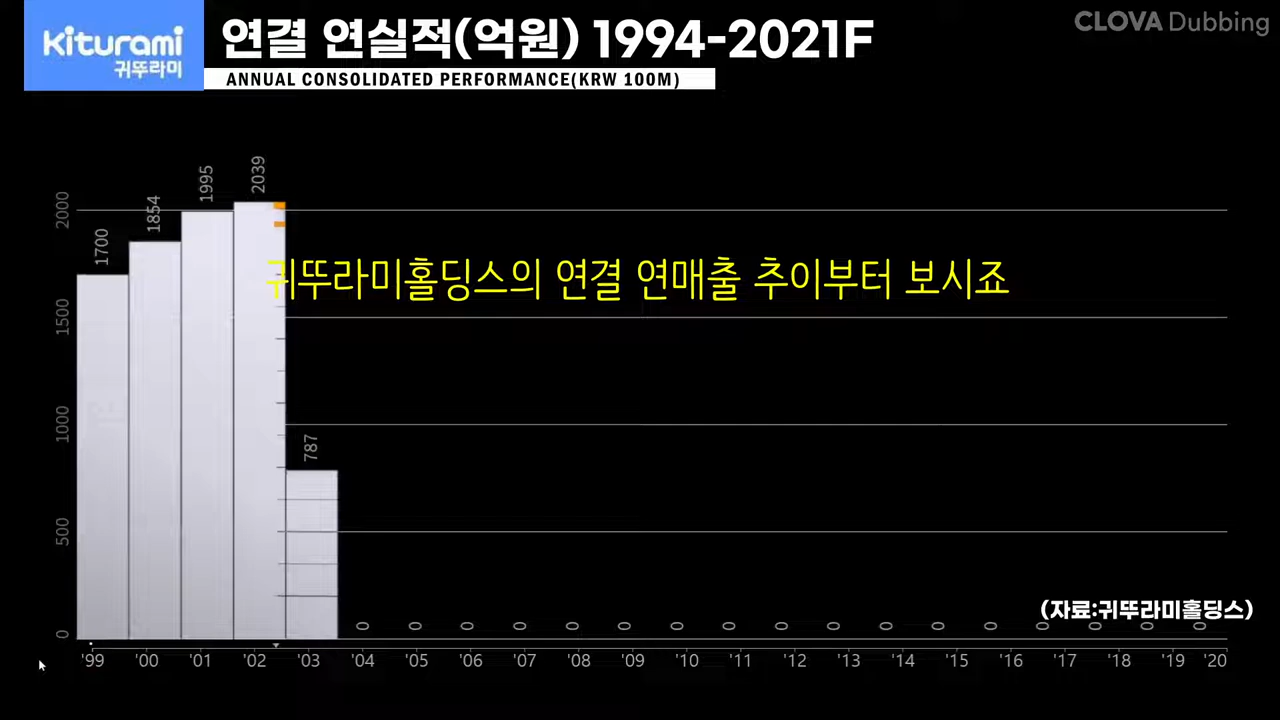 Kiturami
귀뚜라미
연결 연실적(억원) 1994-2021F
ANNUAL CONSOLIDATED PERFORMANCE(KRW 100M)
CLOVA Dubbing
2039
1995
1854
1700
787
2000
1500
1000
500
0
귀뚜라미홀딩스의 연결 연매출 추이부터 보시죠
(자료:귀뚜라미홀딩스)
0 0 0 0 0 0 0 0 0 0 0 0 0 0 0 0 0
'99 '00 '01 '02 '03 '04 '05 '06 '07 '08 '09 '10 '11 '12 '13 '14 '15 '16 '17 '18 '19 '20